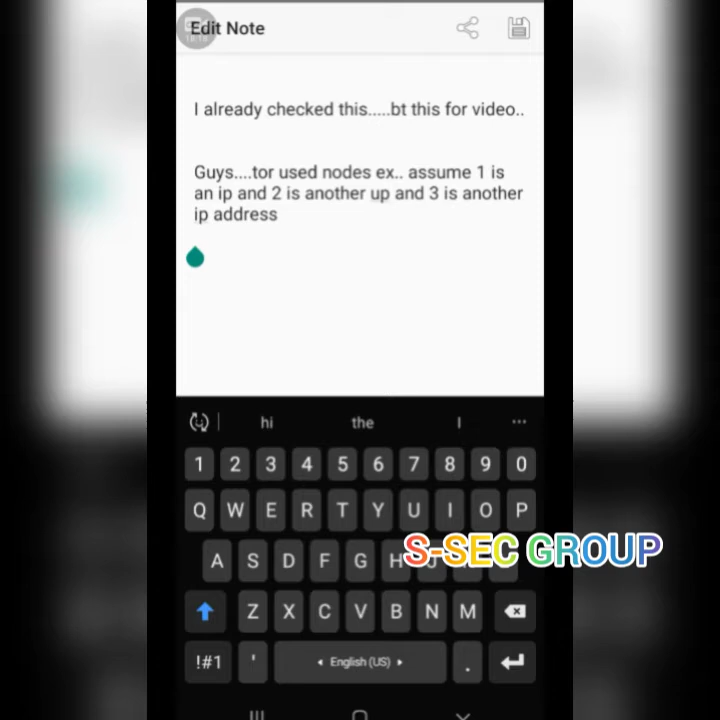 Edit Note
I already checked this.....bt this for video..
Guys....tor used nodes ex.. assume 1 is
an ip and 2 is another up and 3 is another
ip address
hi the I ...
1 2 3 4 5 6 7 8 9 0
Q W E R T Y U I O P
A S D F G H
S-SEC GROUP
Z X C V B N M
!#1 ' English (US) .